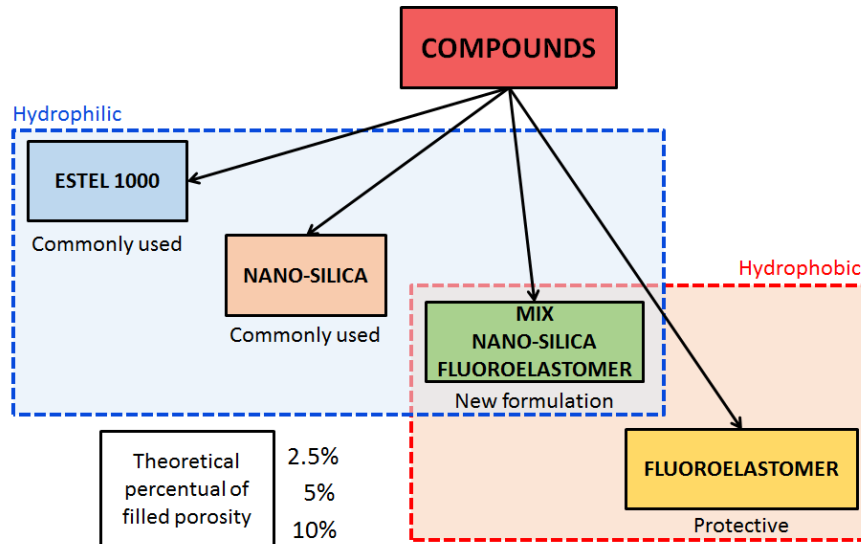 COMPOUNDS
Hydrophilic
ESTEL 1000
Commonly used
NANO-SILICA
Commonly used
Hydrophobic
MIX
NANO-SILICA
FLUOROELASTOMER
New formulation
FLUOROELASTOMER
Protective
Theoretical
percentual of
filled porosity
2.5%
5%
10%